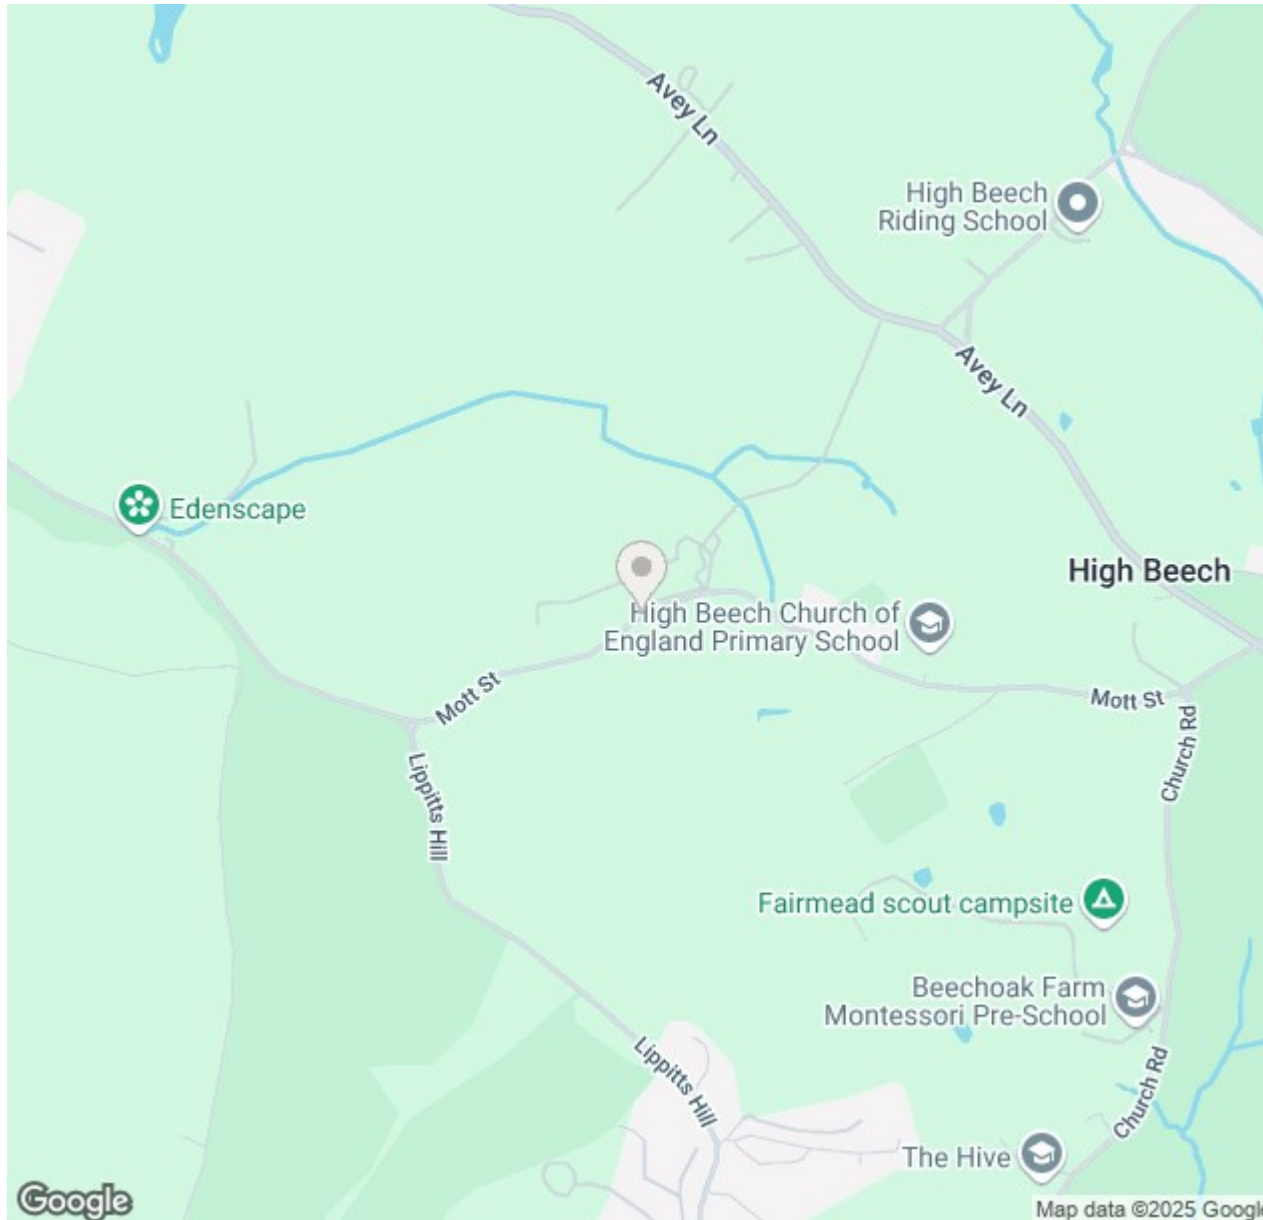 Avey Ln
High Beech
Riding School
Avey Ln
Edenscape
High Beech
High Beech Church of
England Primary School
Mott St
Mott St
Church Rd
Lippitts Hill
Fairmead scout campsite
Beechoak Farm
Montessori Pre-School
Lippitts Hill
Church Rd
The Hive
Google
Map data ©2025 Google